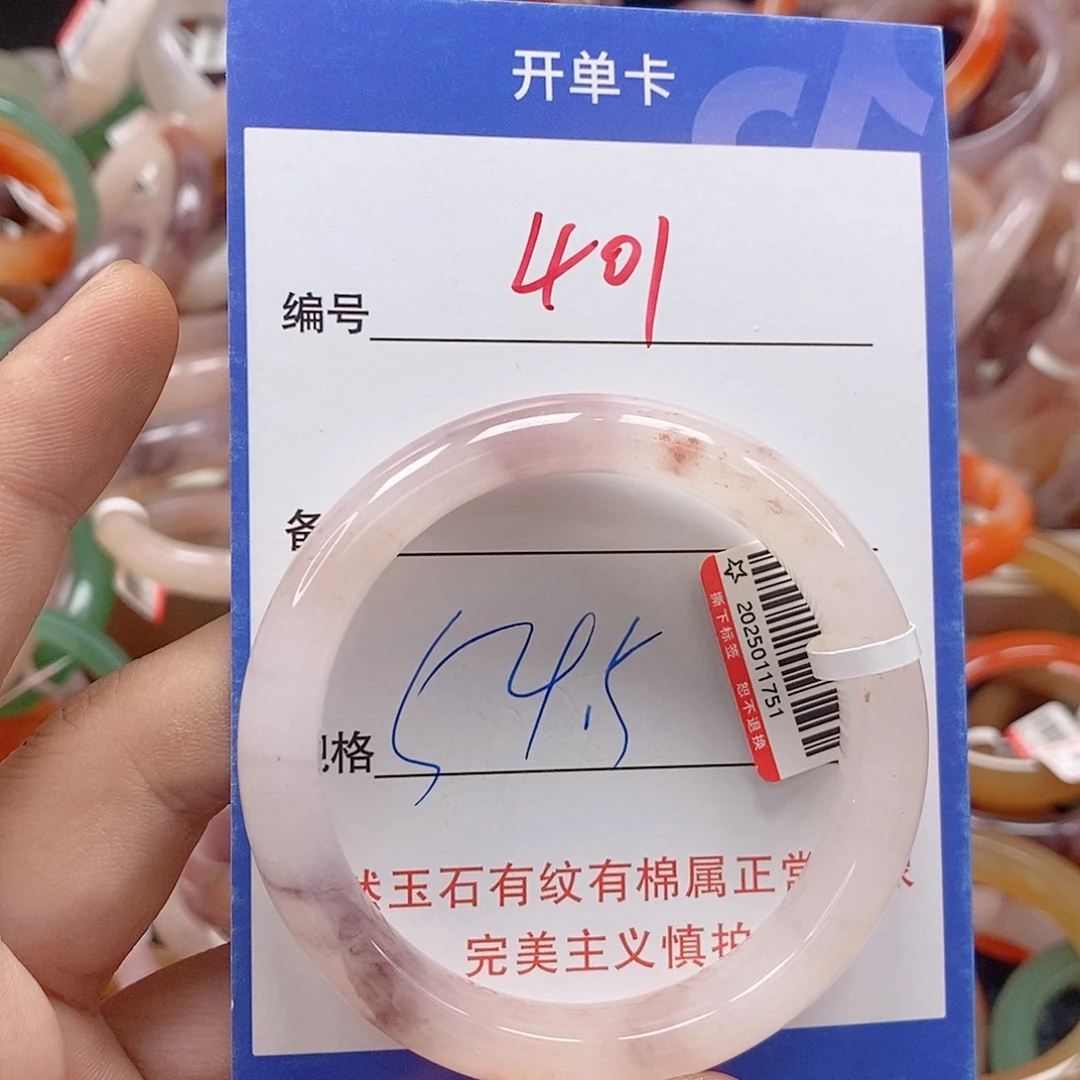 开单卡
编号 401
备
格 54.5
☆ 2025011751
撕下标签 恕不退换
然玉石有纹有棉属正常
完美主义慎拍